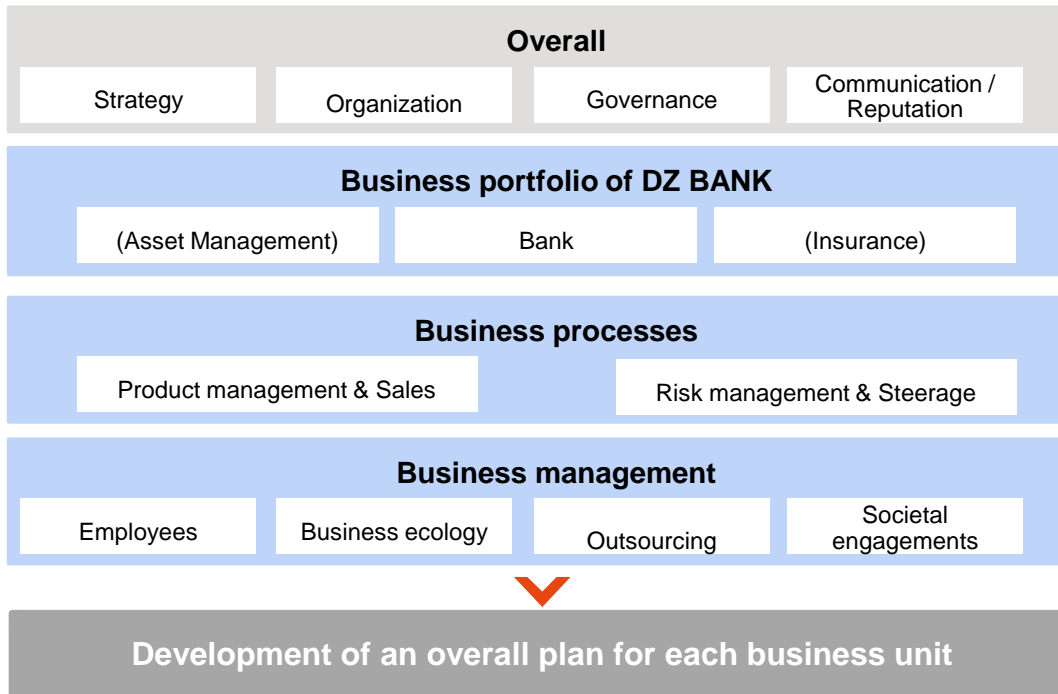 Overall
Strategy
Organization
Governance
Communication /
Reputation
Business portfolio of DZ BANK
(Asset Management)
Bank
(Insurance)
Business processes
Product management & Sales
Risk management & Steerage
Business management
Employees
Business ecology
Outsourcing
Societal
engagements
Development of an overall plan for each business unit